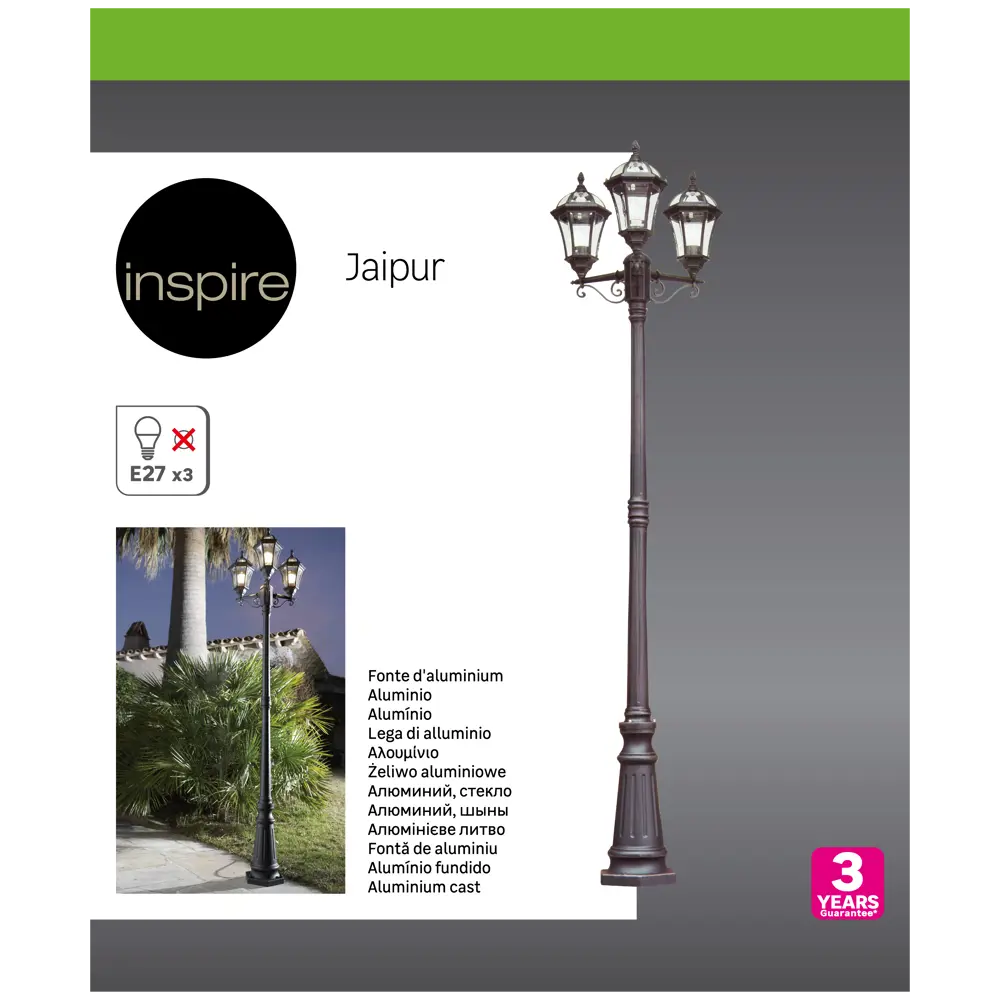 inspire
Jaipur
E27 x3
Fonte d'aluminium
Aluminio
Alumínio
Lega di alluminio
Αλουμίνιο
Żeliwo aluminiowe
Алюминий, стекло
Алюминий, шыны
Алюмінієве литво
Fontă de aluminiu
Alumínio fundido
Aluminium cast
3
YEARS
Guarantee*